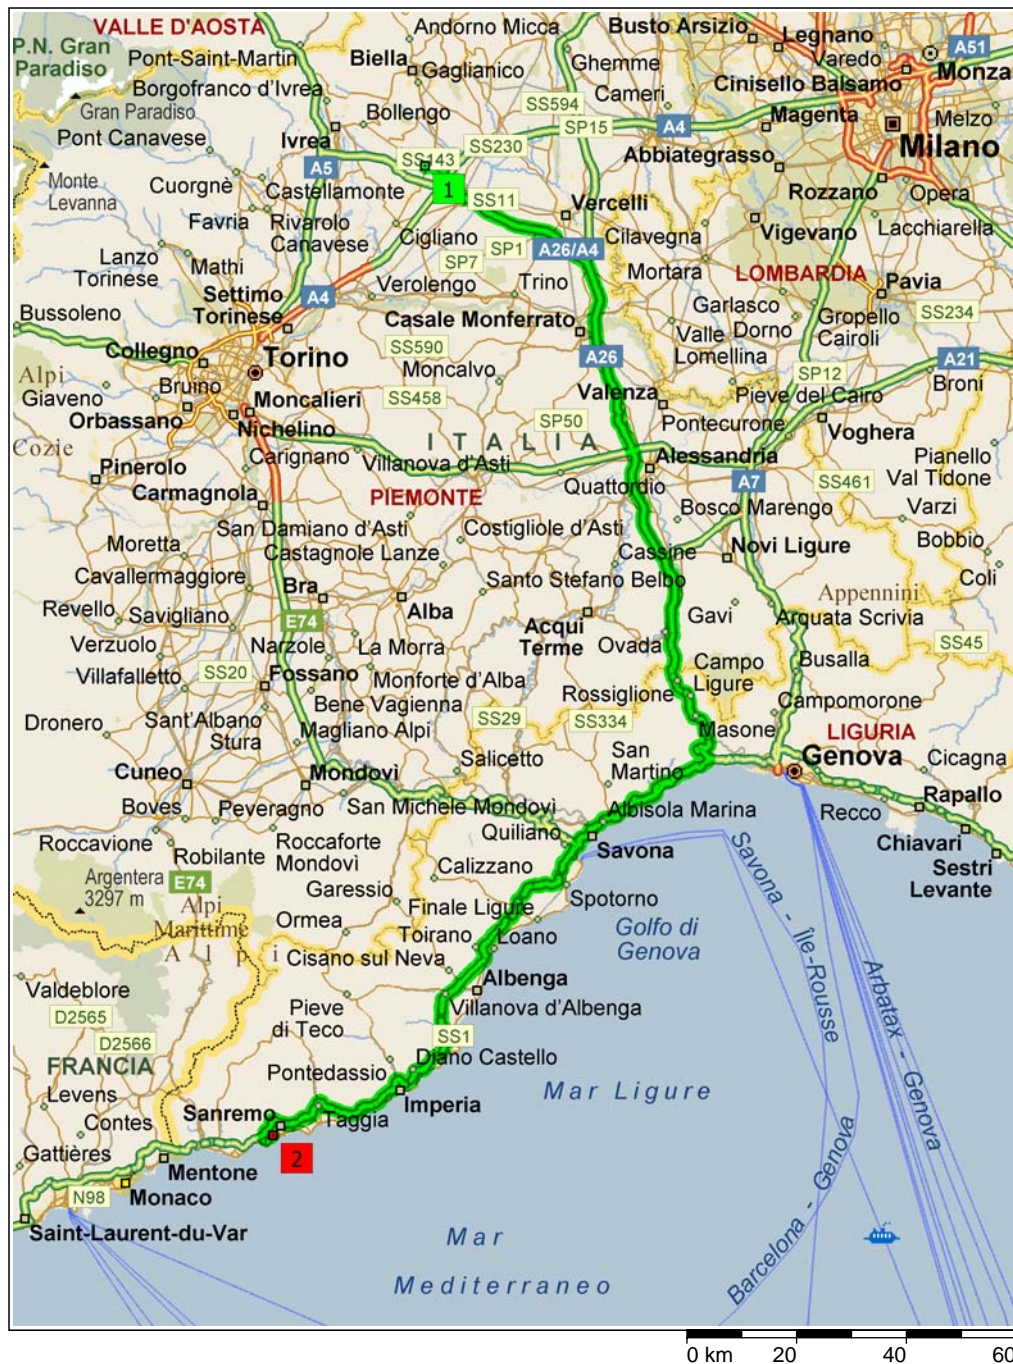 VALLE D'AOSTA
Andorno Micca
Busto Arsizio
Legnano
A51
P.N. Gran
Paradiso
Pont-Saint-Martin
Biella
Gaglianico
Ghemme
Varedo
Monza
Cinisello Balsamo
Borgofranco d'Ivrea
Gran Paradiso
Bollengo
SS594
Cameri
Magenta
Melzo
Pont Canavese
Ivrea
SS230
SP15
A4
Milano
SS143
A5
Abbiategrasso
Monte
Levanna
Cuorgnè
Castellamonte
1
SS11
Rozzano
Opera
Favria
Rivarolo
Canavese
Vercelli
Vigevano
Lacchiarella
Cigliano
SP1
A26/A4
Cilavegna
Lanzo
Torinese
Mathi
SP7
Mortara
LOMBARDIA
Pavia
Settimo
Torinese
A4
Verolengo
Trino
Garlasco
SS234
Bussoleno
Casale Monferrato
Valle
Lomellina
Dorno
Gropello
Cairoli
Collegno
Torino
SS590
A26
A21
Alpi
Moncalvo
SP12
Broni
Giaveno
Bruino
Moncalieri
SS458
Valenza
Pieve del Cairo
Orbassano
Nichelino
SP50
Pontecurone
Voghera
Cozie
ITALIA
Carignano
Villanova d'Asti
Alessandria
Pianello
Val Tidone
Pinerolo
PIEMONTE
Quattordio
A7
SS461
Carmagnola
Bosco Marengo
Varzi
San Damiano d'Asti
Costigliole d'Asti
Moretta
Castagnole Lanze
Cassine
Novi Ligure
Bobbio
Cavallermaggiore
Bra
Santo Stefano Belbo
Coli
Revello
Savigliano
Alba
Gavi
Appennini
E74
Acqui
Terme
Arquata Scrivia
Verzuolo
Narzole
La Morra
Ovada
SS45
Villafalletto
SS20
Fossano
Monforte d'Alba
Rossiglione
Campo
Ligure
Busalla
Bene Vagienna
Campomorone
Dronero
Sant'Albano
Stura
Magliano Alpi
SS29
SS334
Masone
LIGURIA
Salicetto
San
Martino
Genova
Cicagna
Cuneo
Mondovì
Boves
Peveragno
San Michele Mondovì
Albisola Marina
Recco
Rapallo
Roccavione
Robilante
Roccaforte
Mondovì
Quiliano
Savona
Chiavari
Sestri
Levante
Calizzano
Argentera
3297 m
E74
Garessio
Spotorno
Alpi
Marittime
Ormea
Finale Ligure
Golfo di
Genova
Alpi
Toirano
Loano
Cisano sul Neva
Savona - Île-Rousse
Arbatax - Genova
Valdeblore
Albenga
Pieve
di Teco
Villanova d'Albenga
D2565
D2566
SS1
FRANCIA
Pontedassio
Diano Castello
Levens
Mar Ligure
Contes
Sanremo
Taggia
Imperia
Gattières
2
Barcelona - Genova
Mentone
N98
Monaco
Saint-Laurent-du-Var
Mar
Mediterraneo
0 km 20 40 60